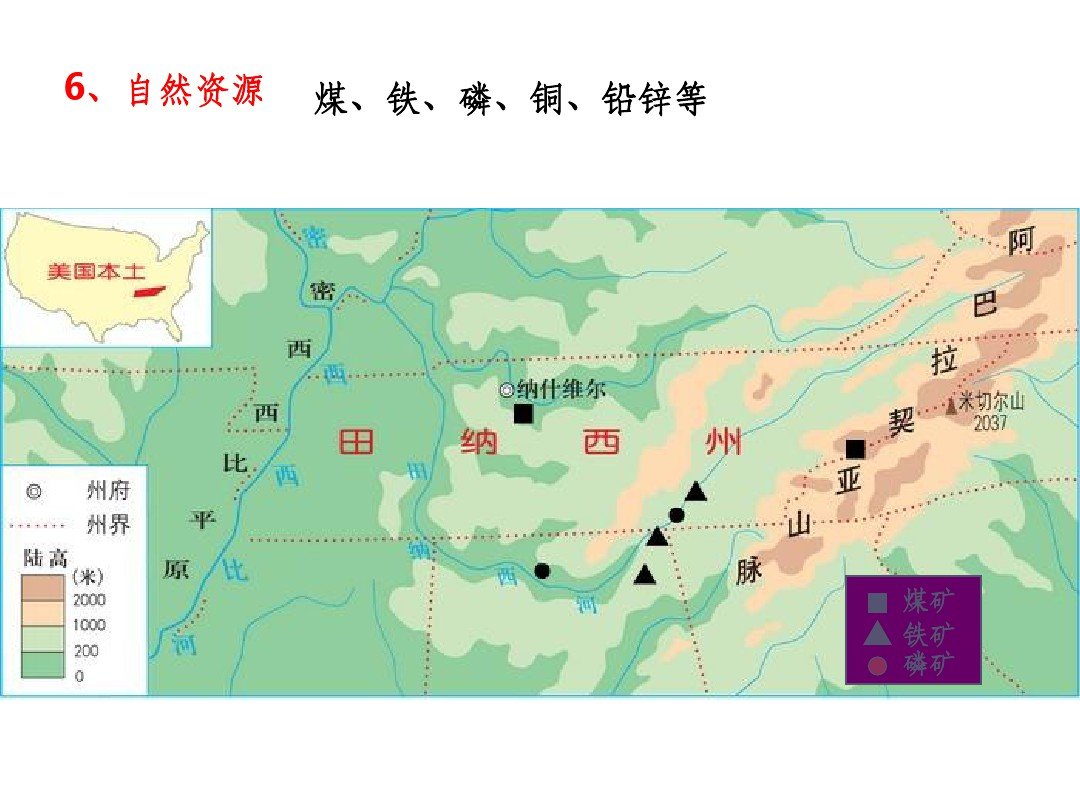 6、自然资源 煤、铁、磷、铜、铅锌等
美国本土
密西西比河
密西西比平原
阿巴拉契亚山脉
纳什维尔
米切尔山
2037
田纳西州
田纳西河
州府
州界
陆高
(米)
2000
1000
200
0
煤矿
铁矿
磷矿